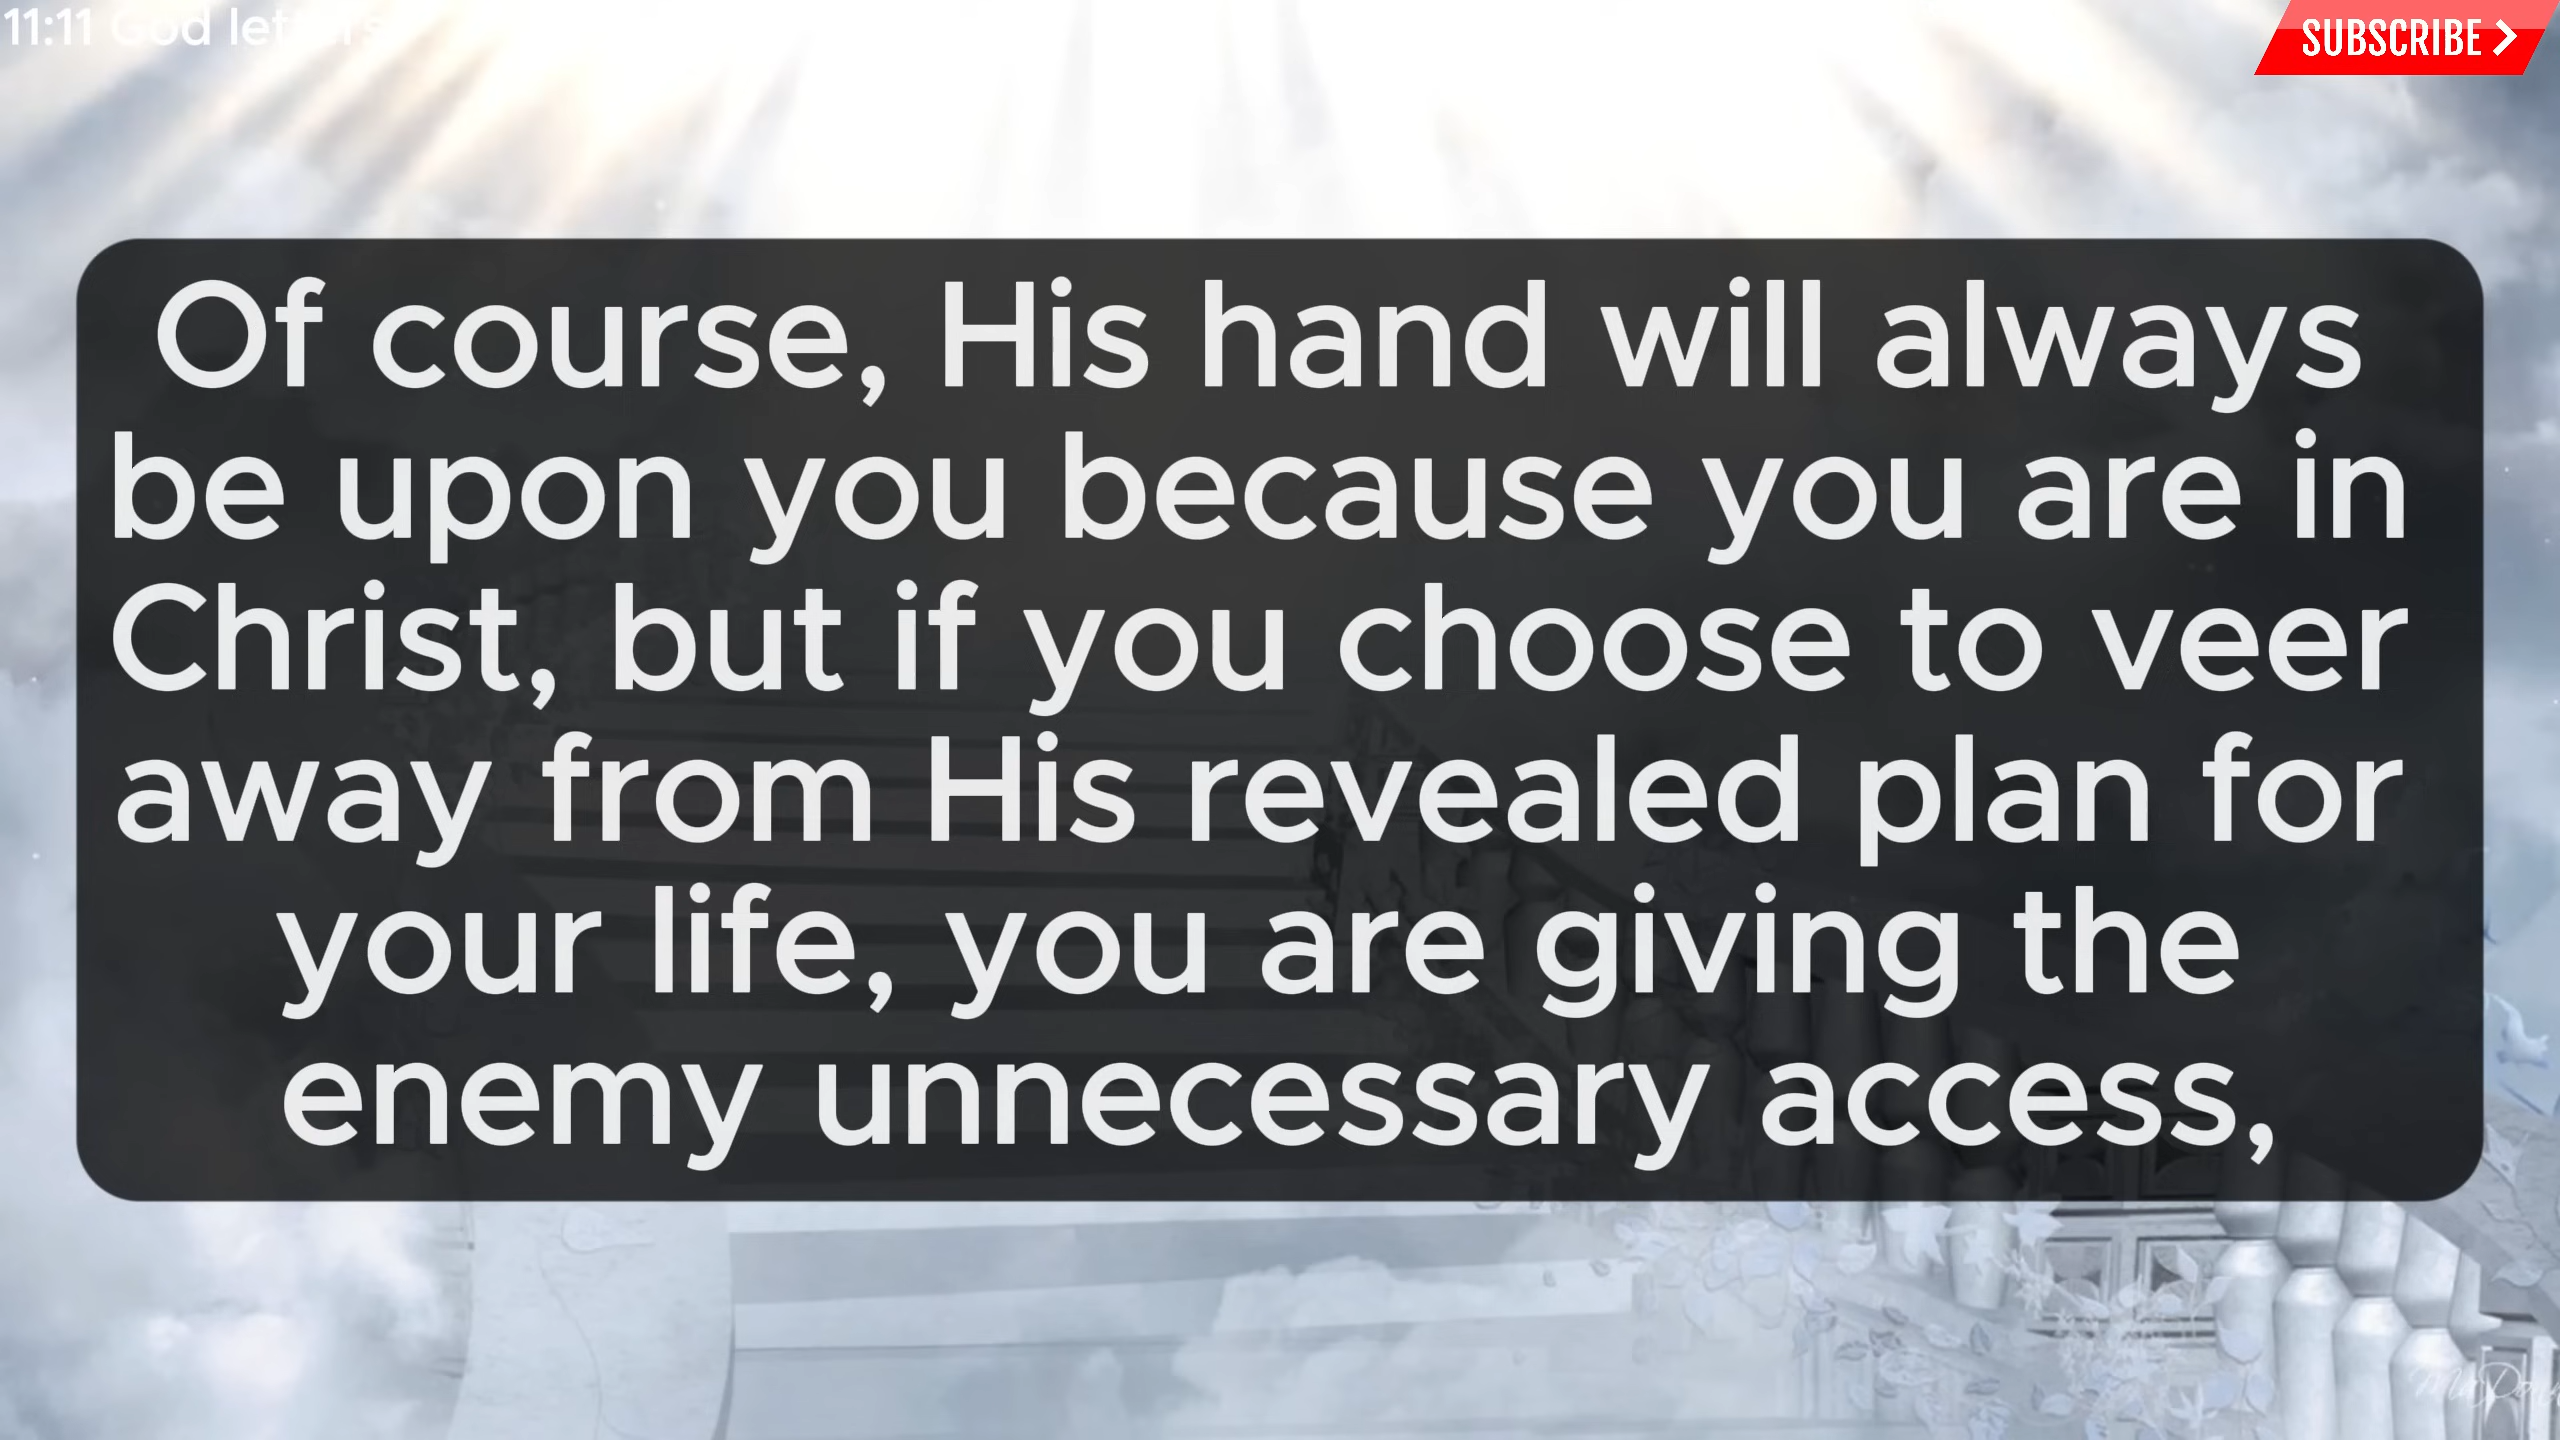 11:11 God letters
SUBSCRIBE
Of course, His hand will always
be upon you because you are in
Christ, but if you choose to veer
away from His revealed plan for
your life, you are giving the
enemy unnecessary access,